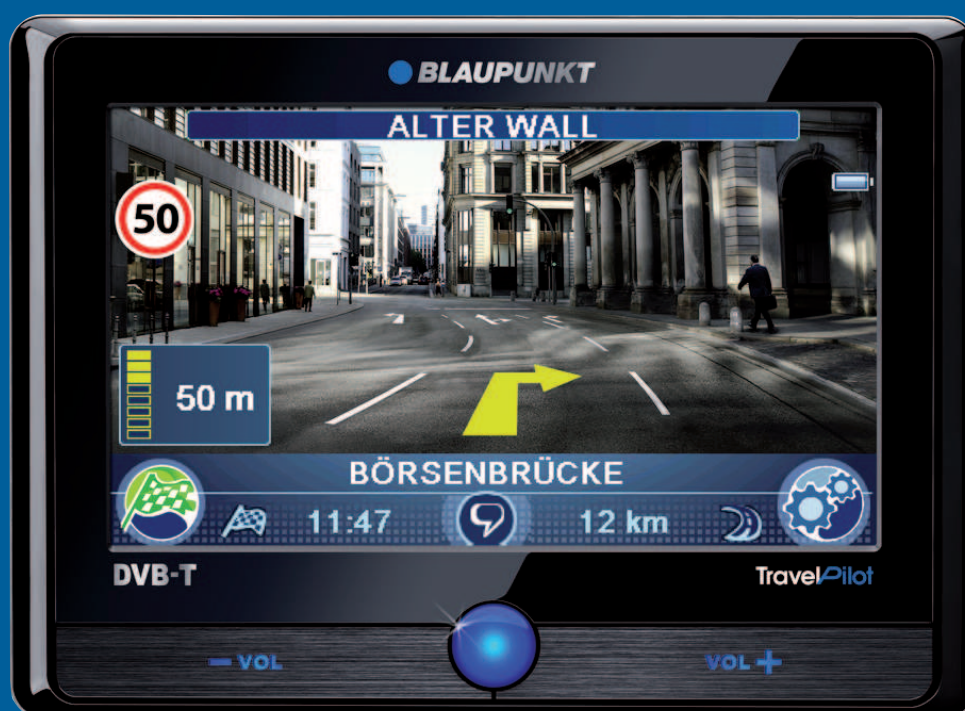 BLAUPUNKT
ALTER WALL
50
50 m
BÖRSENBRÜCKE
11:47 12 km
DVB-T TravelPilot
− VOL VOL +